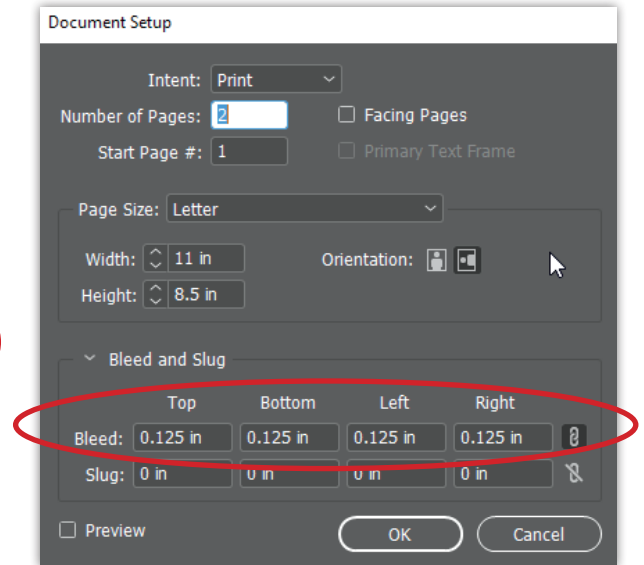 Document Setup
Intent: Print
Number of Pages: 2 Facing Pages
Start Page #: 1 Primary Text Frame
Page Size: Letter
Width: 11 in Orientation:
Height: 8.5 in
Bleed and Slug
Top Bottom Left Right
Bleed: 0.125 in 0.125 in 0.125 in 0.125 in
Slug: 0 in 0 in 0 in 0 in
Preview OK Cancel